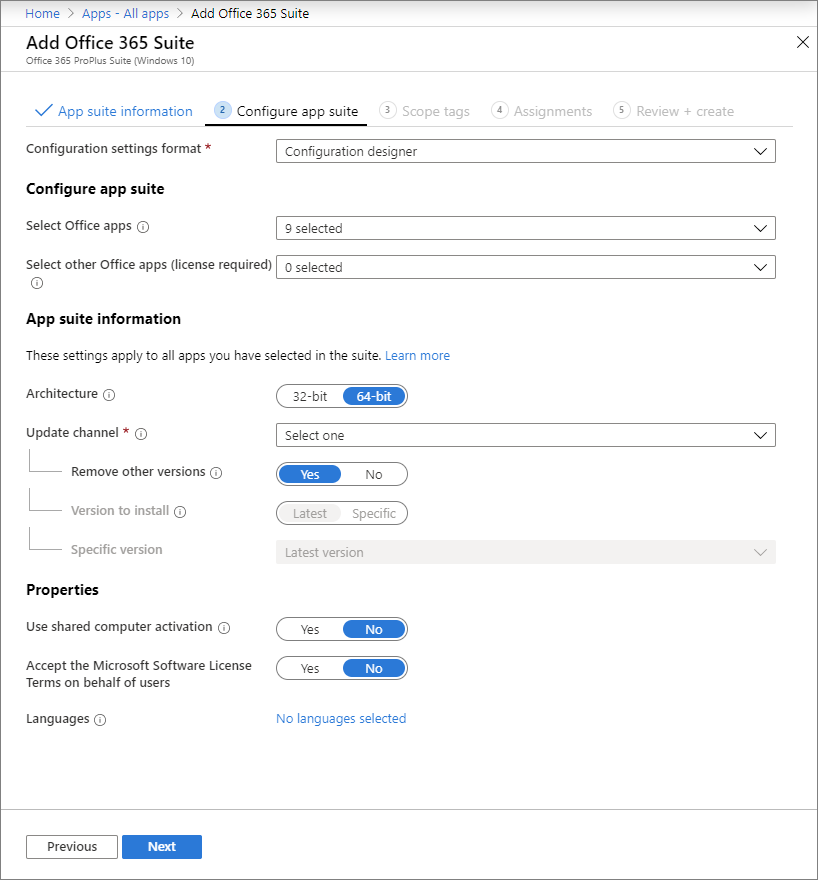 Home > Apps - All apps > Add Office 365 Suite
Add Office 365 Suite
Office 365 ProPlus Suite (Windows 10)
App suite information 2 Configure app suite 3 Scope tags 4 Assignments 5 Review + create
Configuration settings format * Configuration designer
Configure app suite
Select Office apps 9 selected
Select other Office apps (license required) 0 selected
App suite information
These settings apply to all apps you have selected in the suite. Learn more
Architecture 32-bit 64-bit
Update channel * Select one
Remove other versions Yes No
Version to install Latest Specific
Specific version Latest version
Properties
Use shared computer activation Yes No
Accept the Microsoft Software License Yes No
Terms on behalf of users
Languages No languages selected
Previous Next